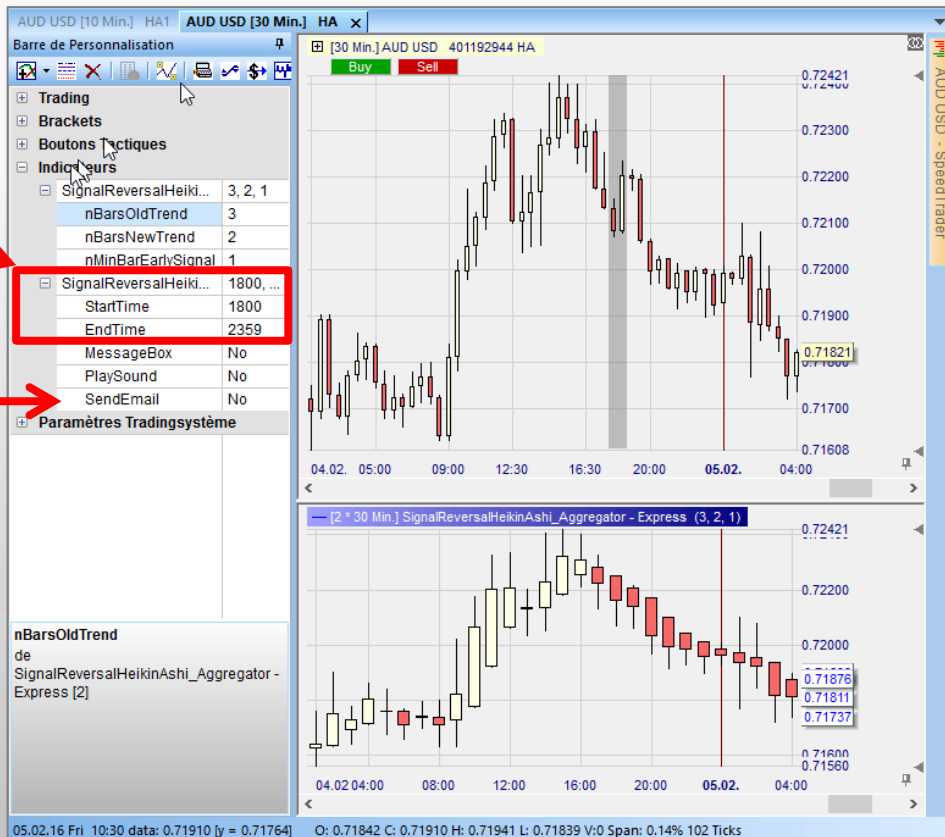 AUD USD [10 Min.] HA1 AUD USD [30 Min.] HA
Barre de Personnalisation
Trading
Brackets
Boutons Tactiques
Indicateurs
SignalReversalHeiki... 3, 2, 1
nBarsOldTrend 3
nBarsNewTrend 2
nMinBarEarlySignal 1
SignalReversalHeiki... 1800, ...
StartTime 1800
EndTime 2359
MessageBox No
PlaySound No
SendEmail No
Paramètres Tradingsystème
nBarsOldTrend
de
SignalReversalHeikinAshi_Aggregator -
Express [2]
[30 Min.] AUD USD 401192944 HA
Buy Sell
0.72421
0.72400
0.72300
0.72200
0.72100
0.72000
0.71900
0.71821
0.71800
0.71700
0.71608
04.02. 05:00 09:00 12:30 16:30 20:00 05.02. 04:00
[2 * 30 Min.] SignalReversalHeikinAshi_Aggregator - Express (3, 2, 1)
0.72421
0.72200
0.72000
0.71876
0.71811
0.71737
0.71600
0.71560
04.02 04:00 08:00 12:00 16:00 20:00 05.02. 04:00
AUD USD - SpeedTrader
05.02.16 Fri 10:30 data: 0.71910 [y = 0.71764] O: 0.71842 C: 0.71910 H: 0.71941 L: 0.71839 V:0 Span: 0.14% 102 Ticks